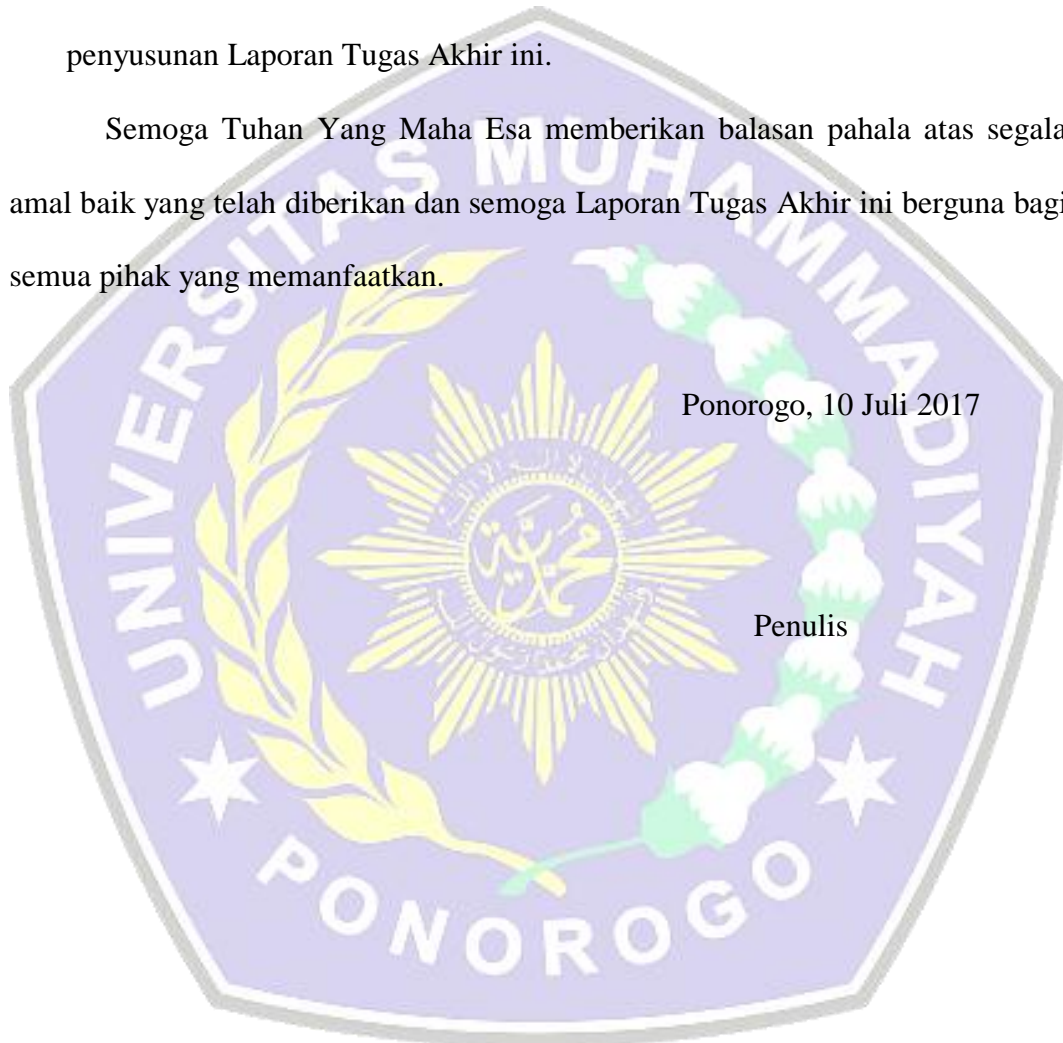 penyusunan Laporan Tugas Akhir ini.
Semoga Tuhan Yang Maha Esa memberikan balasan pahala atas segala
amal baik yang telah diberikan dan semoga Laporan Tugas Akhir ini berguna bagi
semua pihak yang memanfaatkan.
Ponorogo, 10 Juli 2017
Penulis
UNIVERSITAS MUHAMMADIYAH
PONOROGO
محمدية